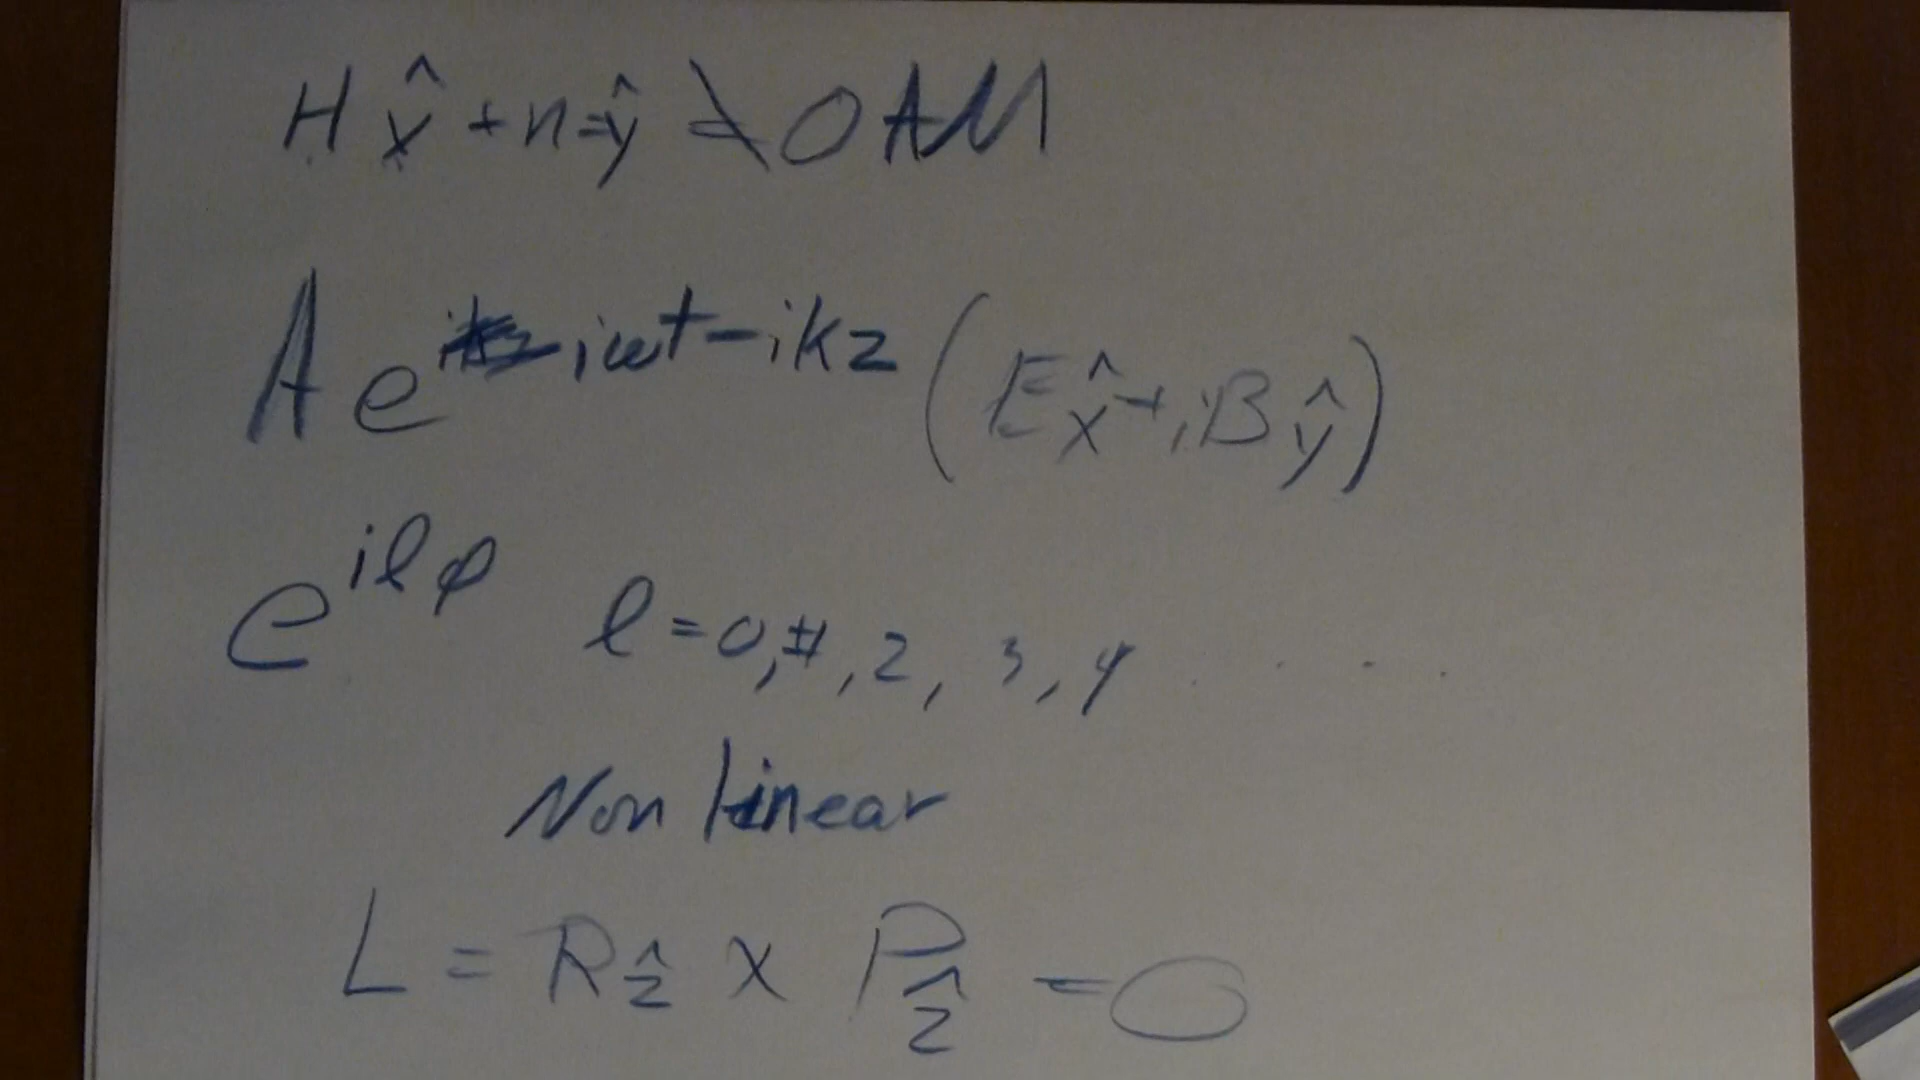 H x̂ + n = ŷ ≠ OAM
A e^{iωt - ikz} (E x̂ + iB ŷ)
e^{ilφ} l = 0, 1, 2, 3, 4 . . . .
Non linear
L = R ẑ × P ẑ = 0